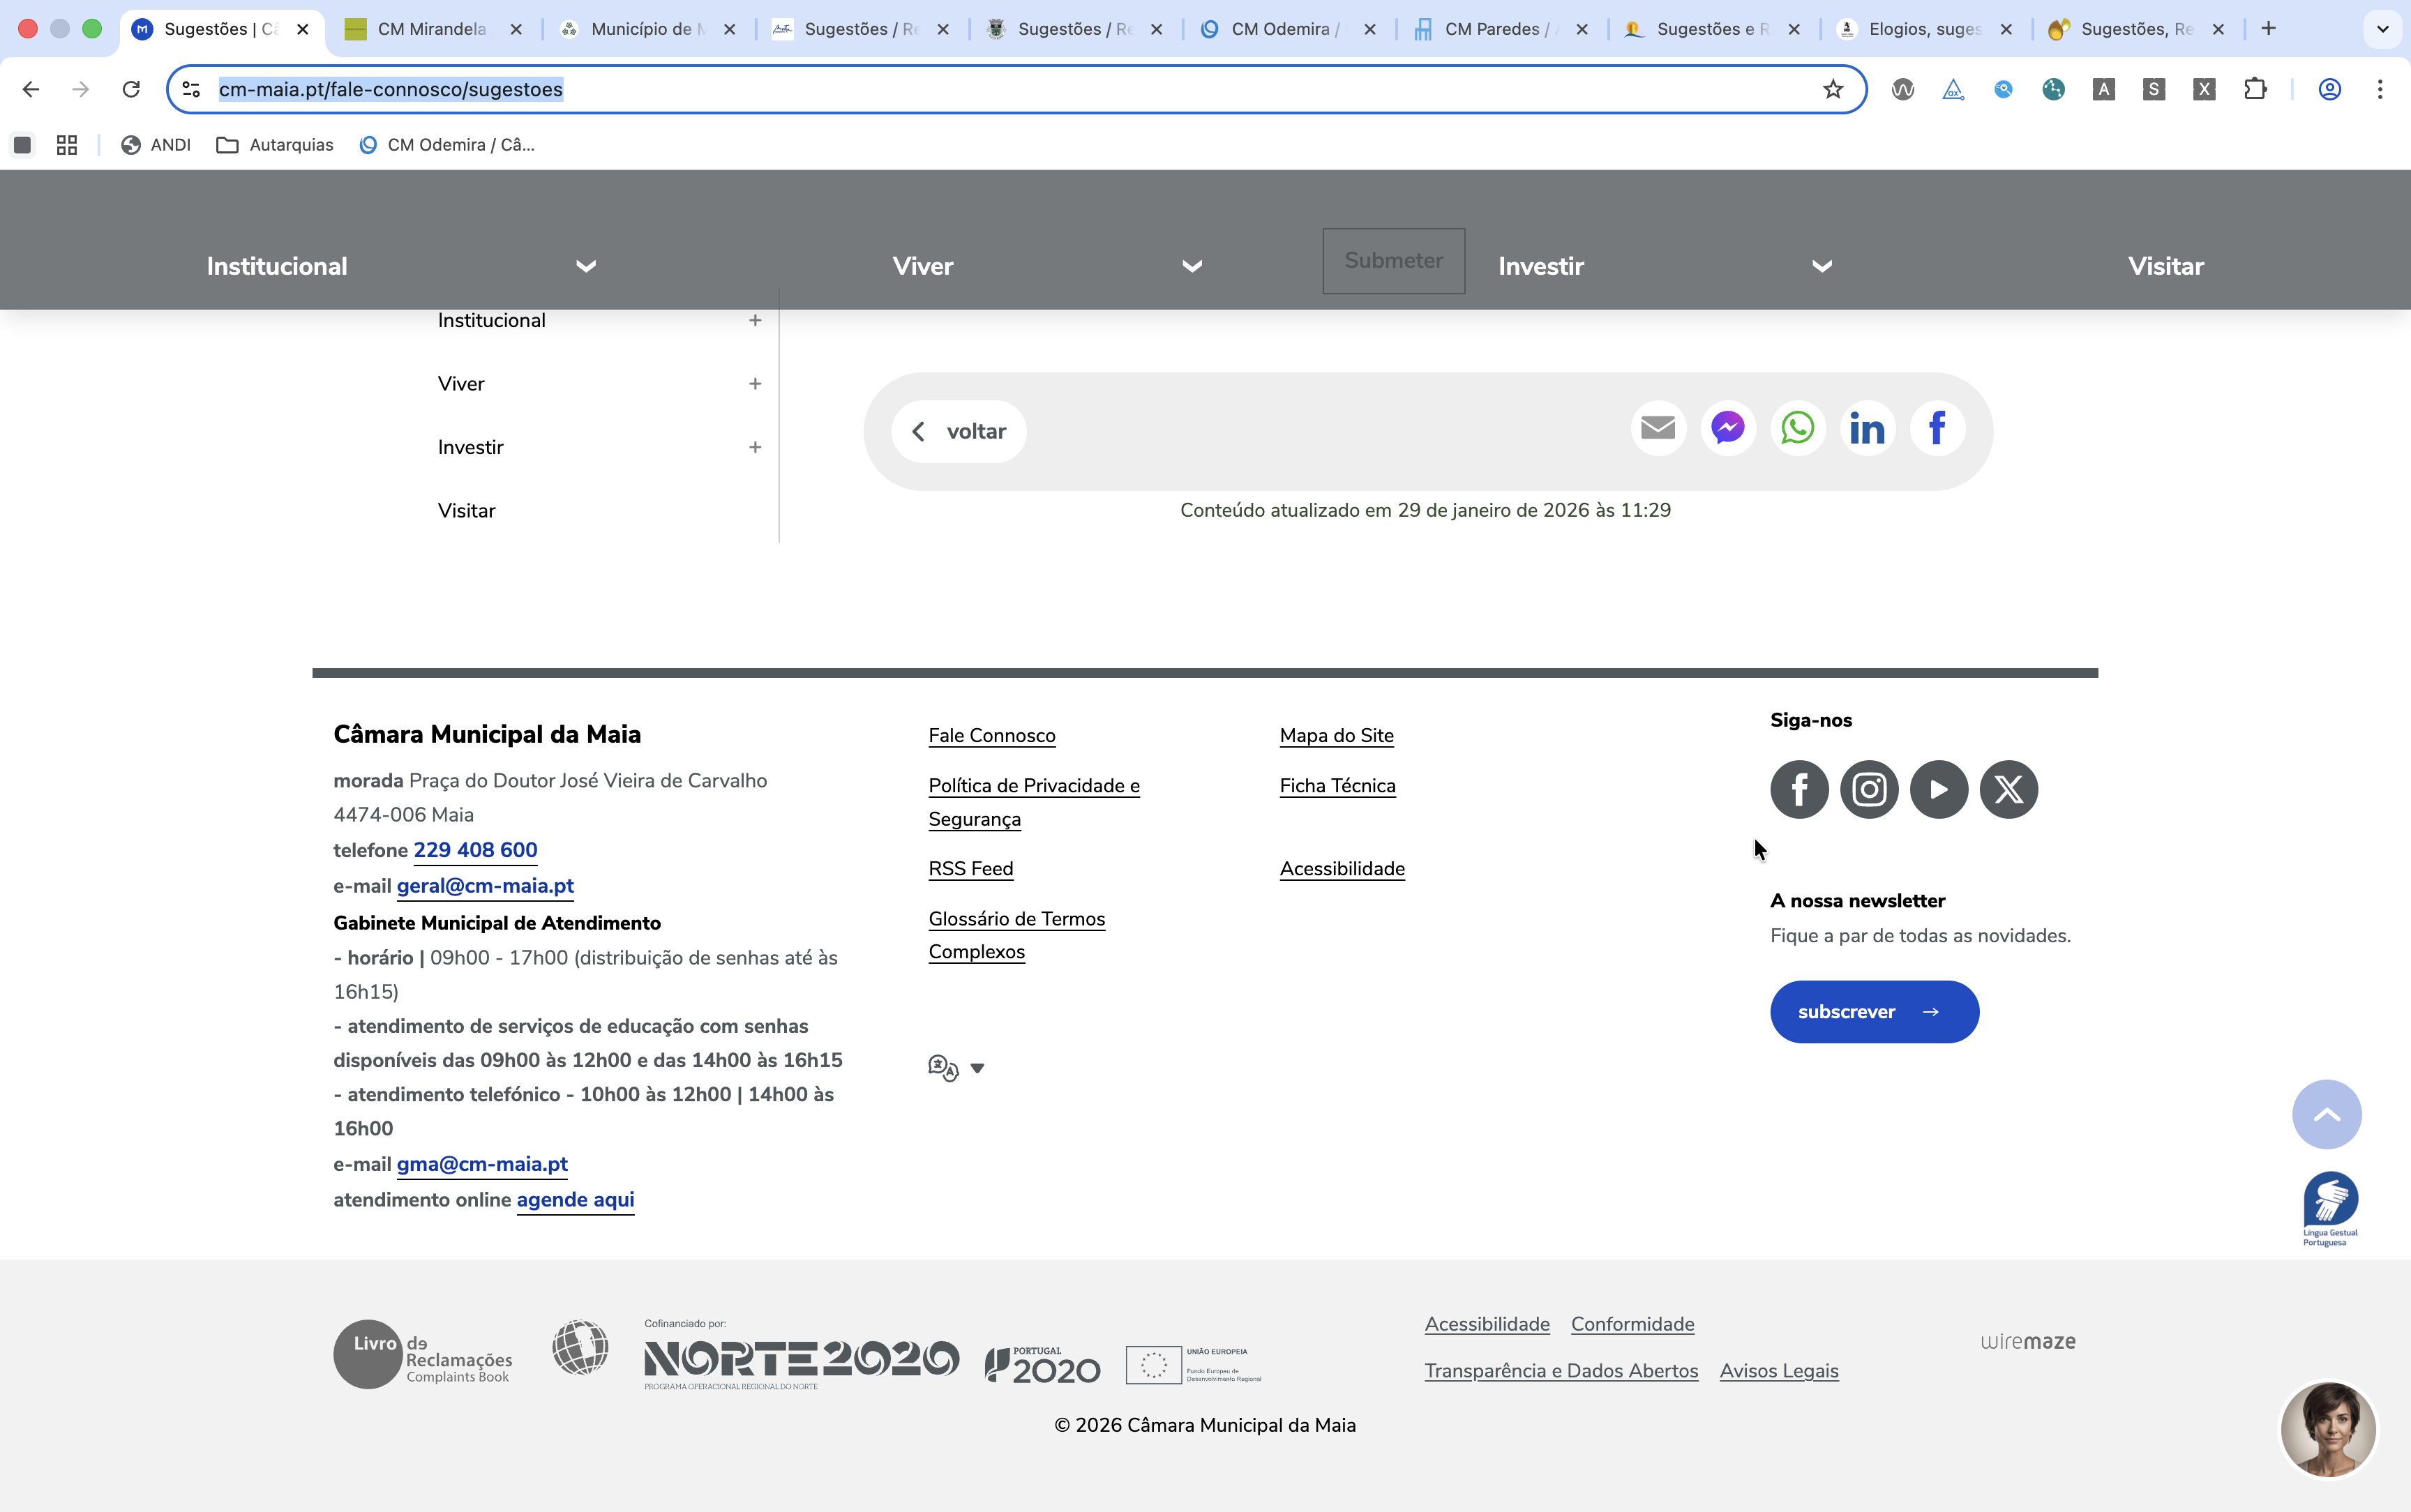 Sugestões | Câ
CM Mirandela
Município de M
Sugestões / Re
Sugestões / Re
CM Odemira /
CM Paredes /
Sugestões e R
Elogios, suges
Sugestões, Re
cm-maia.pt/fale-connosco/sugestoes
ANDI
Autarquias
CM Odemira / Câ...
Institucional
Viver
Submeter
Investir
Visitar
Institucional
Viver
Investir
Visitar
voltar
Conteúdo atualizado em 29 de janeiro de 2026 às 11:29
Câmara Municipal da Maia
morada Praça do Doutor José Vieira de Carvalho
4474-006 Maia
telefone 229 408 600
e-mail geral@cm-maia.pt
Gabinete Municipal de Atendimento
- horário | 09h00 - 17h00 (distribuição de senhas até às
16h15)
- atendimento de serviços de educação com senhas
disponíveis das 09h00 às 12h00 e das 14h00 às 16h15
- atendimento telefónico - 10h00 às 12h00 | 14h00 às
16h00
e-mail gma@cm-maia.pt
atendimento online agende aqui
Fale Connosco
Política de Privacidade e
Segurança
RSS Feed
Glossário de Termos
Complexos
Mapa do Site
Ficha Técnica
Acessibilidade
Siga-nos
A nossa newsletter
Fique a par de todas as novidades.
subscrever
Língua Gestual
Portuguesa
Livro de
Reclamações
Complaints Book
Cofinanciado por:
NORTE2020
PROGRAMA OPERACIONAL REGIONAL DO NORTE
PORTUGAL
2020
UNIÃO EUROPEIA
Fundo Europeu de
Desenvolvimento Regional
Acessibilidade
Conformidade
Transparência e Dados Abertos
Avisos Legais
wiremaze
© 2026 Câmara Municipal da Maia